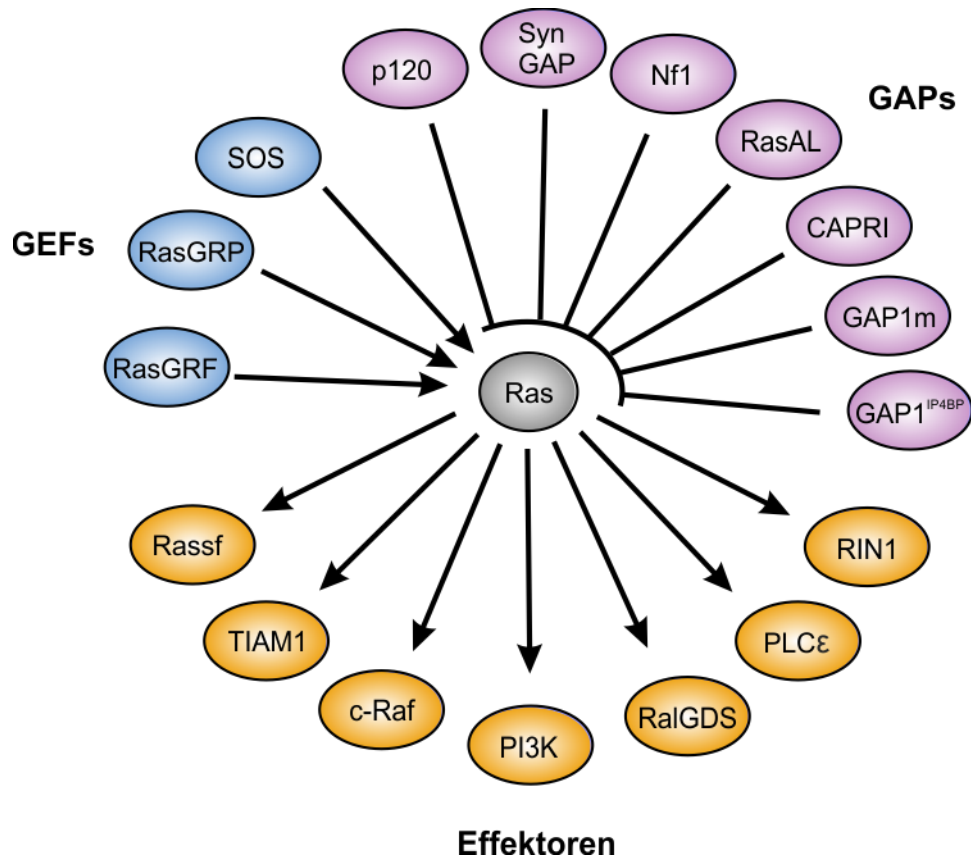 Syn
GAP
p120
Nf1
GAPs
RasAL
SOS
CAPRI
GEFs
RasGRP
GAP1m
RasGRF
Ras
GAP1IP4BP
Rassf
RIN1
TIAM1
PLCε
c-Raf
RalGDS
PI3K
Effektoren